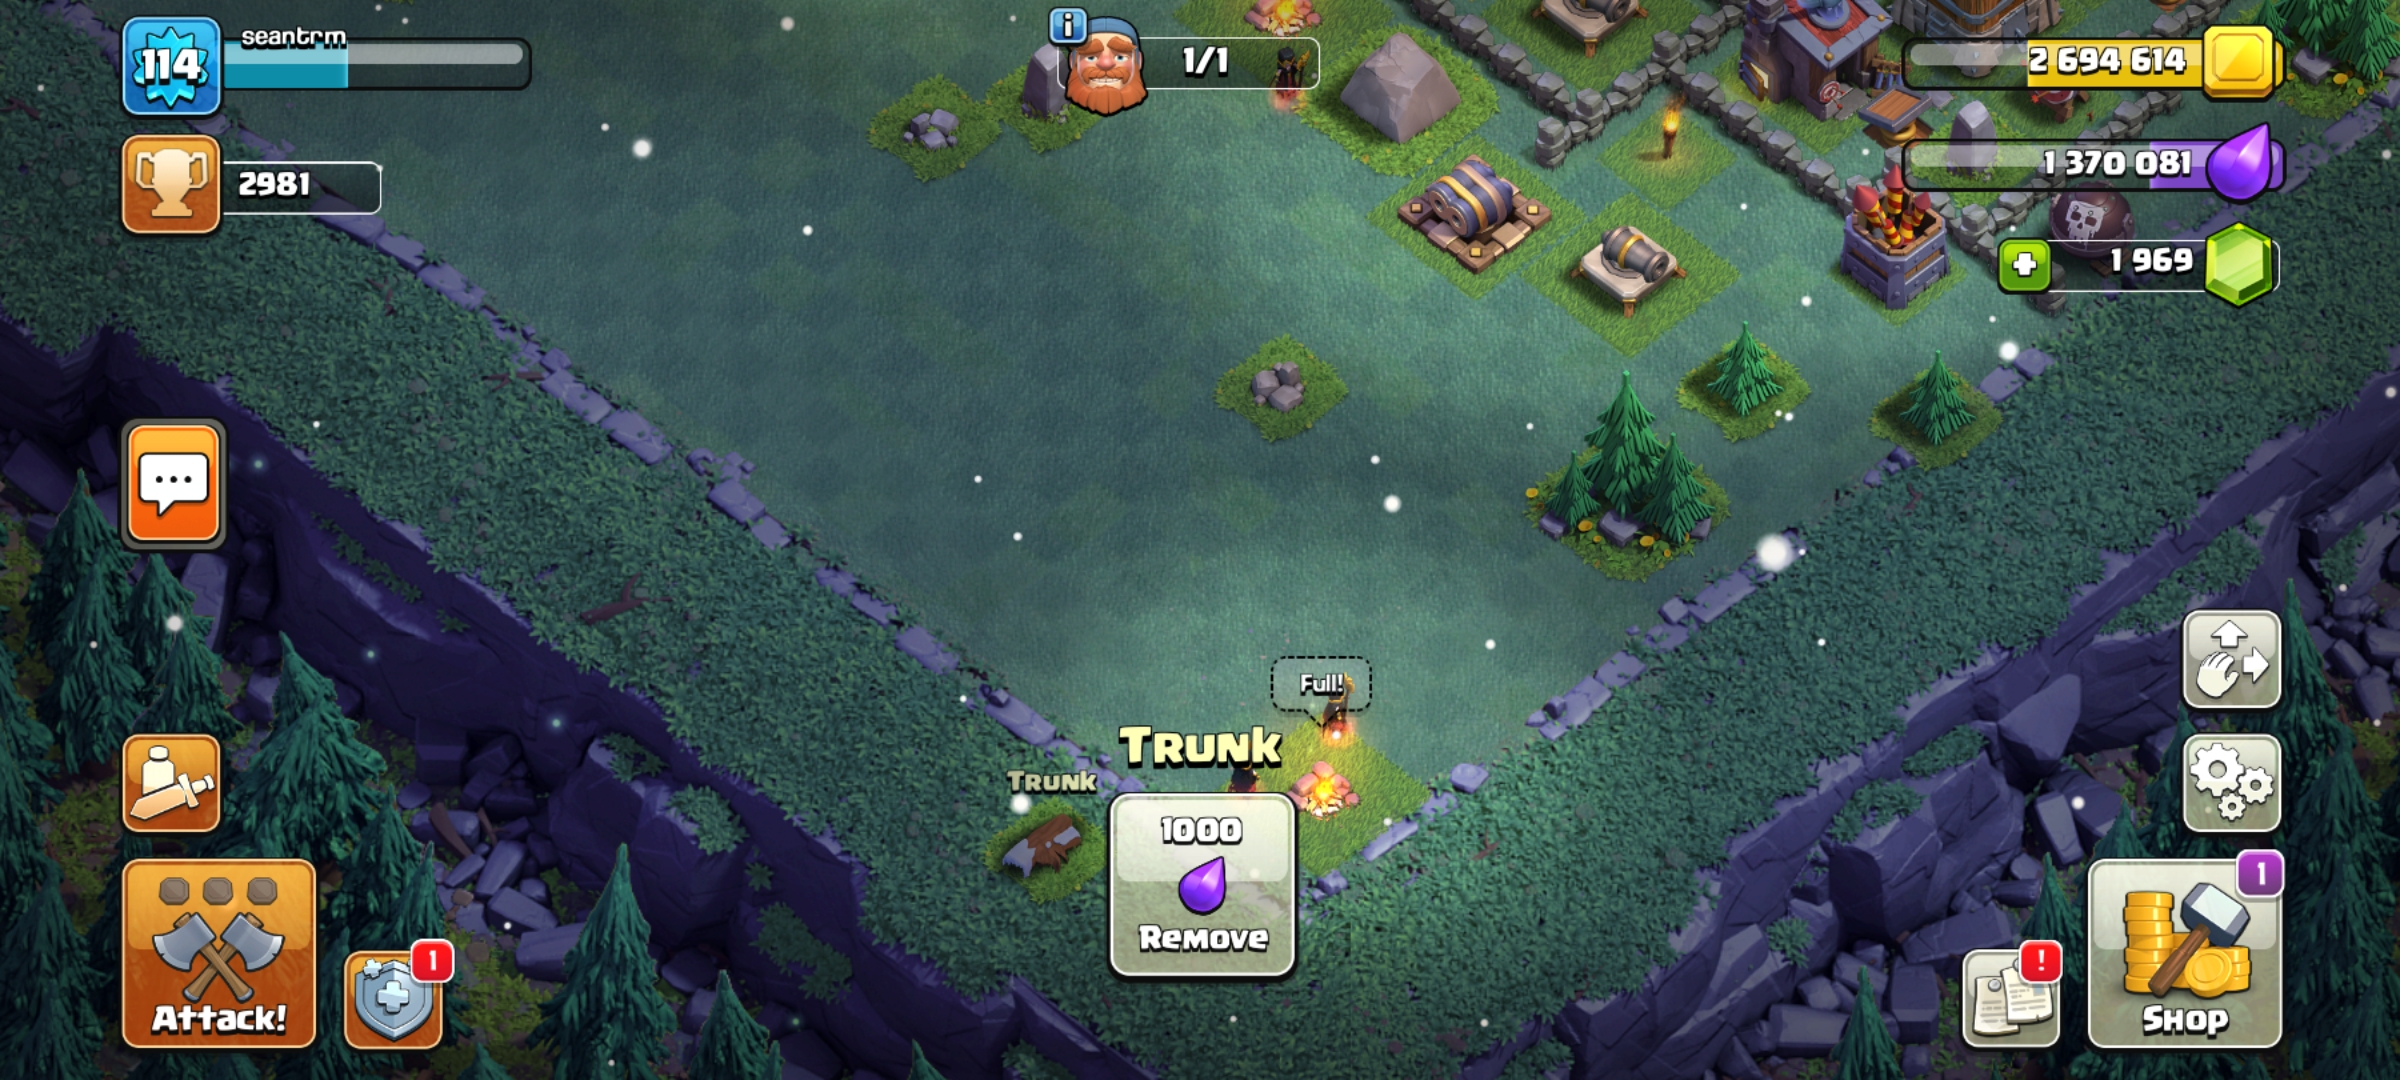 114
seantrm
1/1
2 694 614
2981
1 370 081
1 969
Full!
Trunk
Trunk
1000
Remove
Attack!
1
!
1
Shop